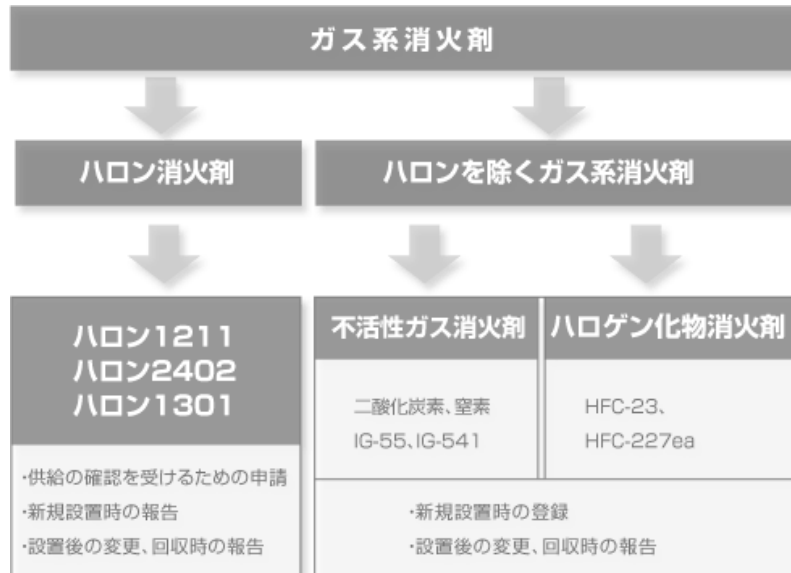 ガス系消火剤
ハロン消火剤
ハロンを除くガス系消火剤
ハロン1211
ハロン2402
ハロン1301
・供給の確認を受けるための申請
・新規設置時の報告
・設置後の変更、回収時の報告
不活性ガス消火剤
二酸化炭素、窒素
IG-55、IG-541
ハロゲン化物消火剤
HFC-23、
HFC-227ea
・新規設置時の登録
・設置後の変更、回収時の報告